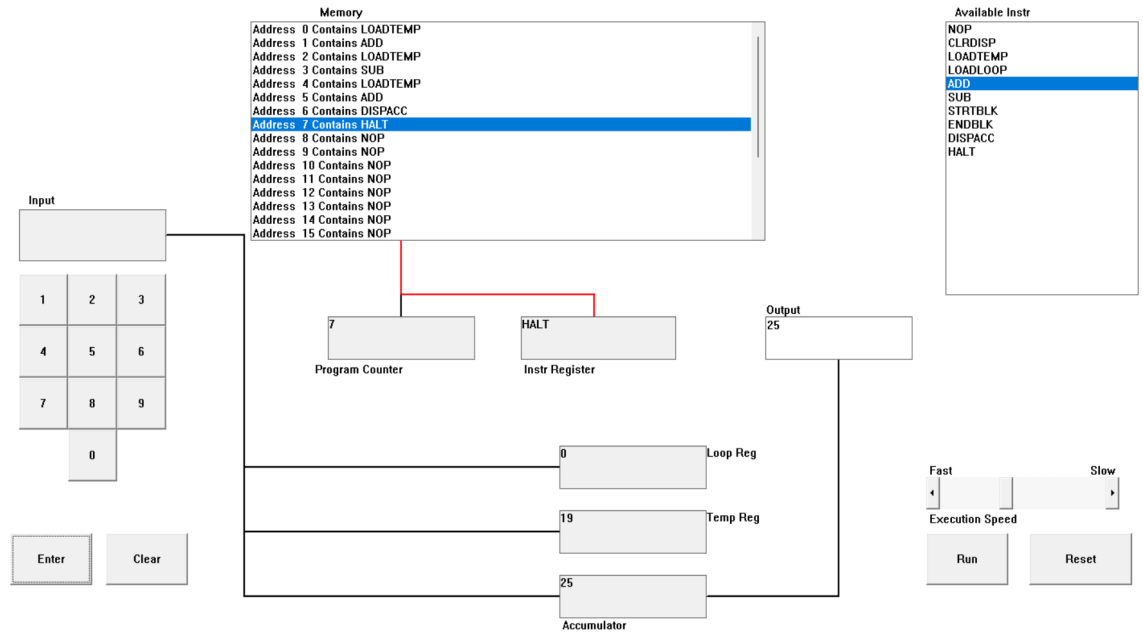 Memory
Address 0 Contains LOADTEMP
Address 1 Contains ADD
Address 2 Contains LOADTEMP
Address 3 Contains SUB
Address 4 Contains LOADTEMP
Address 5 Contains ADD
Address 6 Contains DISPACC
Address 7 Contains HALT
Address 8 Contains NOP
Address 9 Contains NOP
Address 10 Contains NOP
Address 11 Contains NOP
Address 12 Contains NOP
Address 13 Contains NOP
Address 14 Contains NOP
Address 15 Contains NOP
Available Instr
NOP
CLRDISP
LOADTEMP
LOADLOOP
ADD
SUB
STRTBLK
ENDBLK
DISPACC
HALT
Input
1 2 3
4 5 6
7 8 9
0
Enter Clear
7
Program Counter
HALT
Instr Register
Output
25
0 Loop Reg
19 Temp Reg
25
Accumulator
Fast Slow
Execution Speed
Run Reset